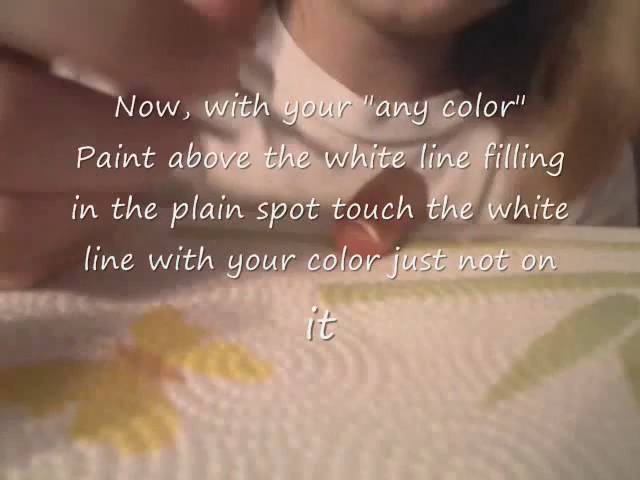 Now, with your "any color"
Paint above the white line filling
in the plain spot touch the white
line with your color just not on
it